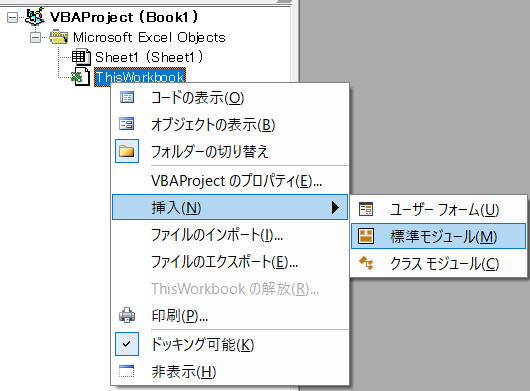 VBAProject (Book1)
Microsoft Excel Objects
Sheet1 (Sheet1)
ThisWorkbook
コードの表示(O)
オブジェクトの表示(B)
フォルダーの切り替え
VBAProject のプロパティ(E)...
挿入(N)
ユーザー フォーム(U)
標準モジュール(M)
クラス モジュール(C)
ファイルのインポート(I)...
ファイルのエクスポート(E)...
ThisWorkbook の解放(R)...
印刷(P)...
ドッキング可能(K)
非表示(H)